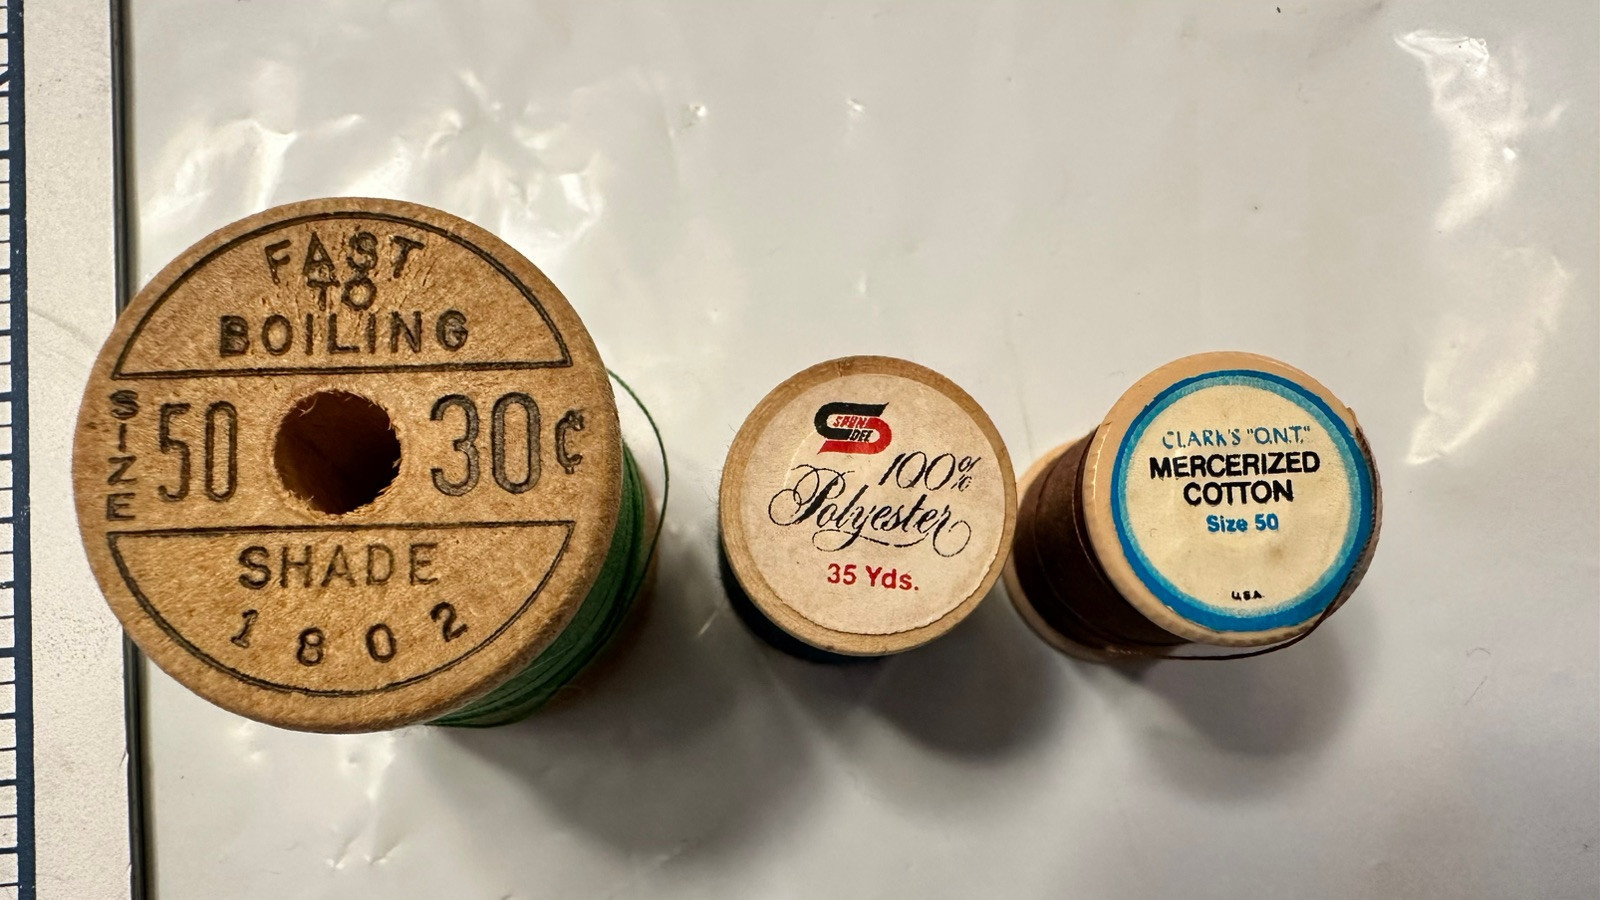 FAST
TO
BOILING
SIZE 50 30¢
SHADE
1802
SPUN
DEE
100%
Polyester
35 Yds.
CLARK'S "O.N.T."
MERCERIZED
COTTON
Size 50
U.S.A.